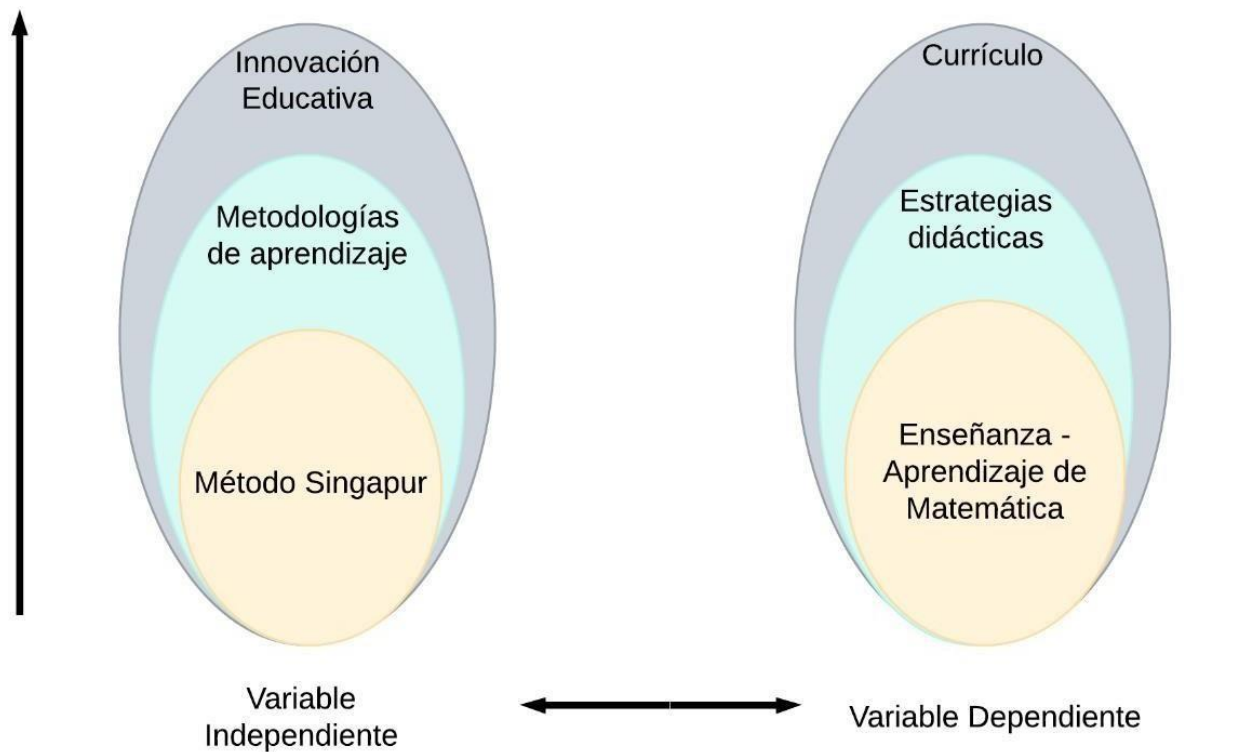 Innovación
Educativa
Metodologías
de aprendizaje
Método Singapur
Variable
Independiente
Currículo
Estrategias
didácticas
Enseñanza -
Aprendizaje de
Matemática
Variable Dependiente